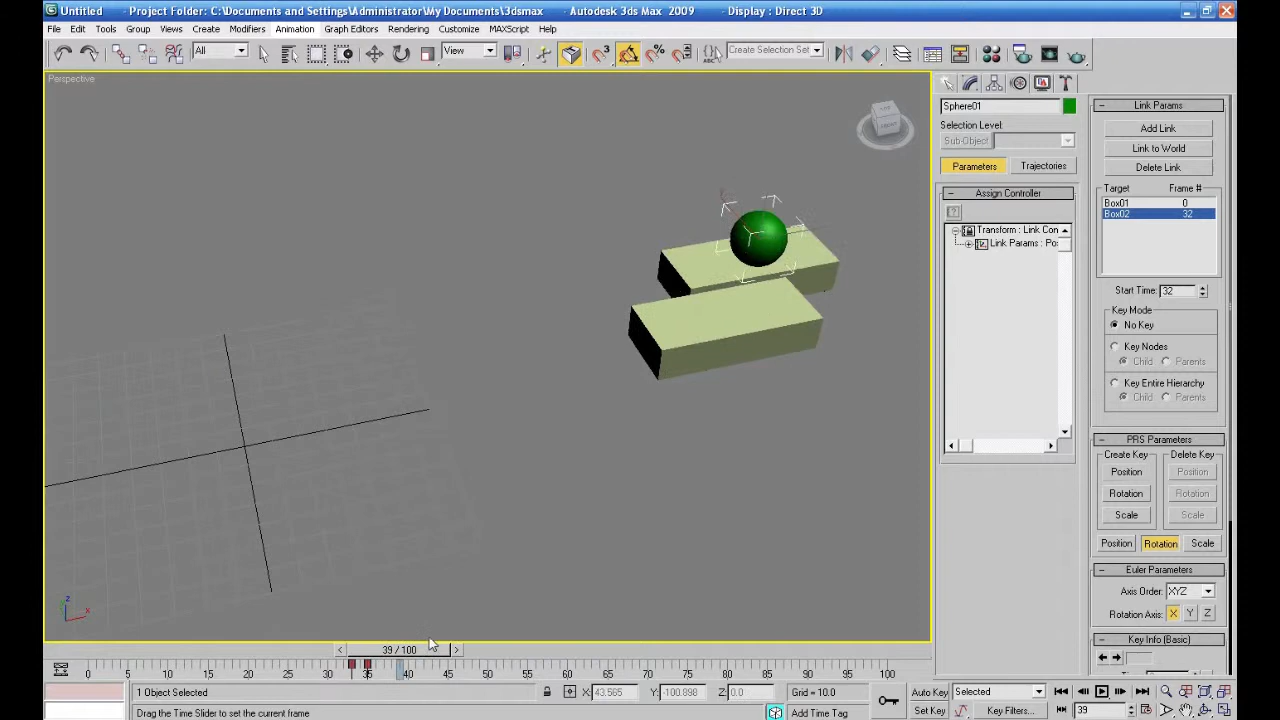 Untitled - Project Folder: C:\Documents and Settings\Administrator\My Documents\3dsmax - Autodesk 3ds Max 2009 - Display : Direct 3D
File Edit Tools Group Views Create Modifiers Animation Graph Editors Rendering Customize MAXScript Help
All View Create Selection Set
Perspective
Sphere01
Selection Level:
Sub-Object
Parameters Trajectories
Assign Controller
Transform : Link Con
Link Params : Po
Link Params
Add Link
Link to World
Delete Link
Target Frame #
Box01 0
Box02 32
Start Time: 32
Key Mode
No Key
Key Nodes
Child Parents
Key Entire Hierarchy
Child Parents
PRS Parameters
Create Key Delete Key
Position Position
Rotation Rotation
Scale Scale
Position Rotation Scale
Euler Parameters
Axis Order: XYZ
Rotation Axis: X Y Z
Key Info (Basic)
z x
< 39 / 100 >
0 5 10 15 20 25 30 35 40 45 50 55 60 65 70 75 80 85 90 95 100
1 Object Selected X: 43.565 Y: -100.898 Z: 0.0 Grid = 10.0 Auto Key Selected
Drag the Time Slider to set the current frame Add Time Tag Set Key Key Filters... 39